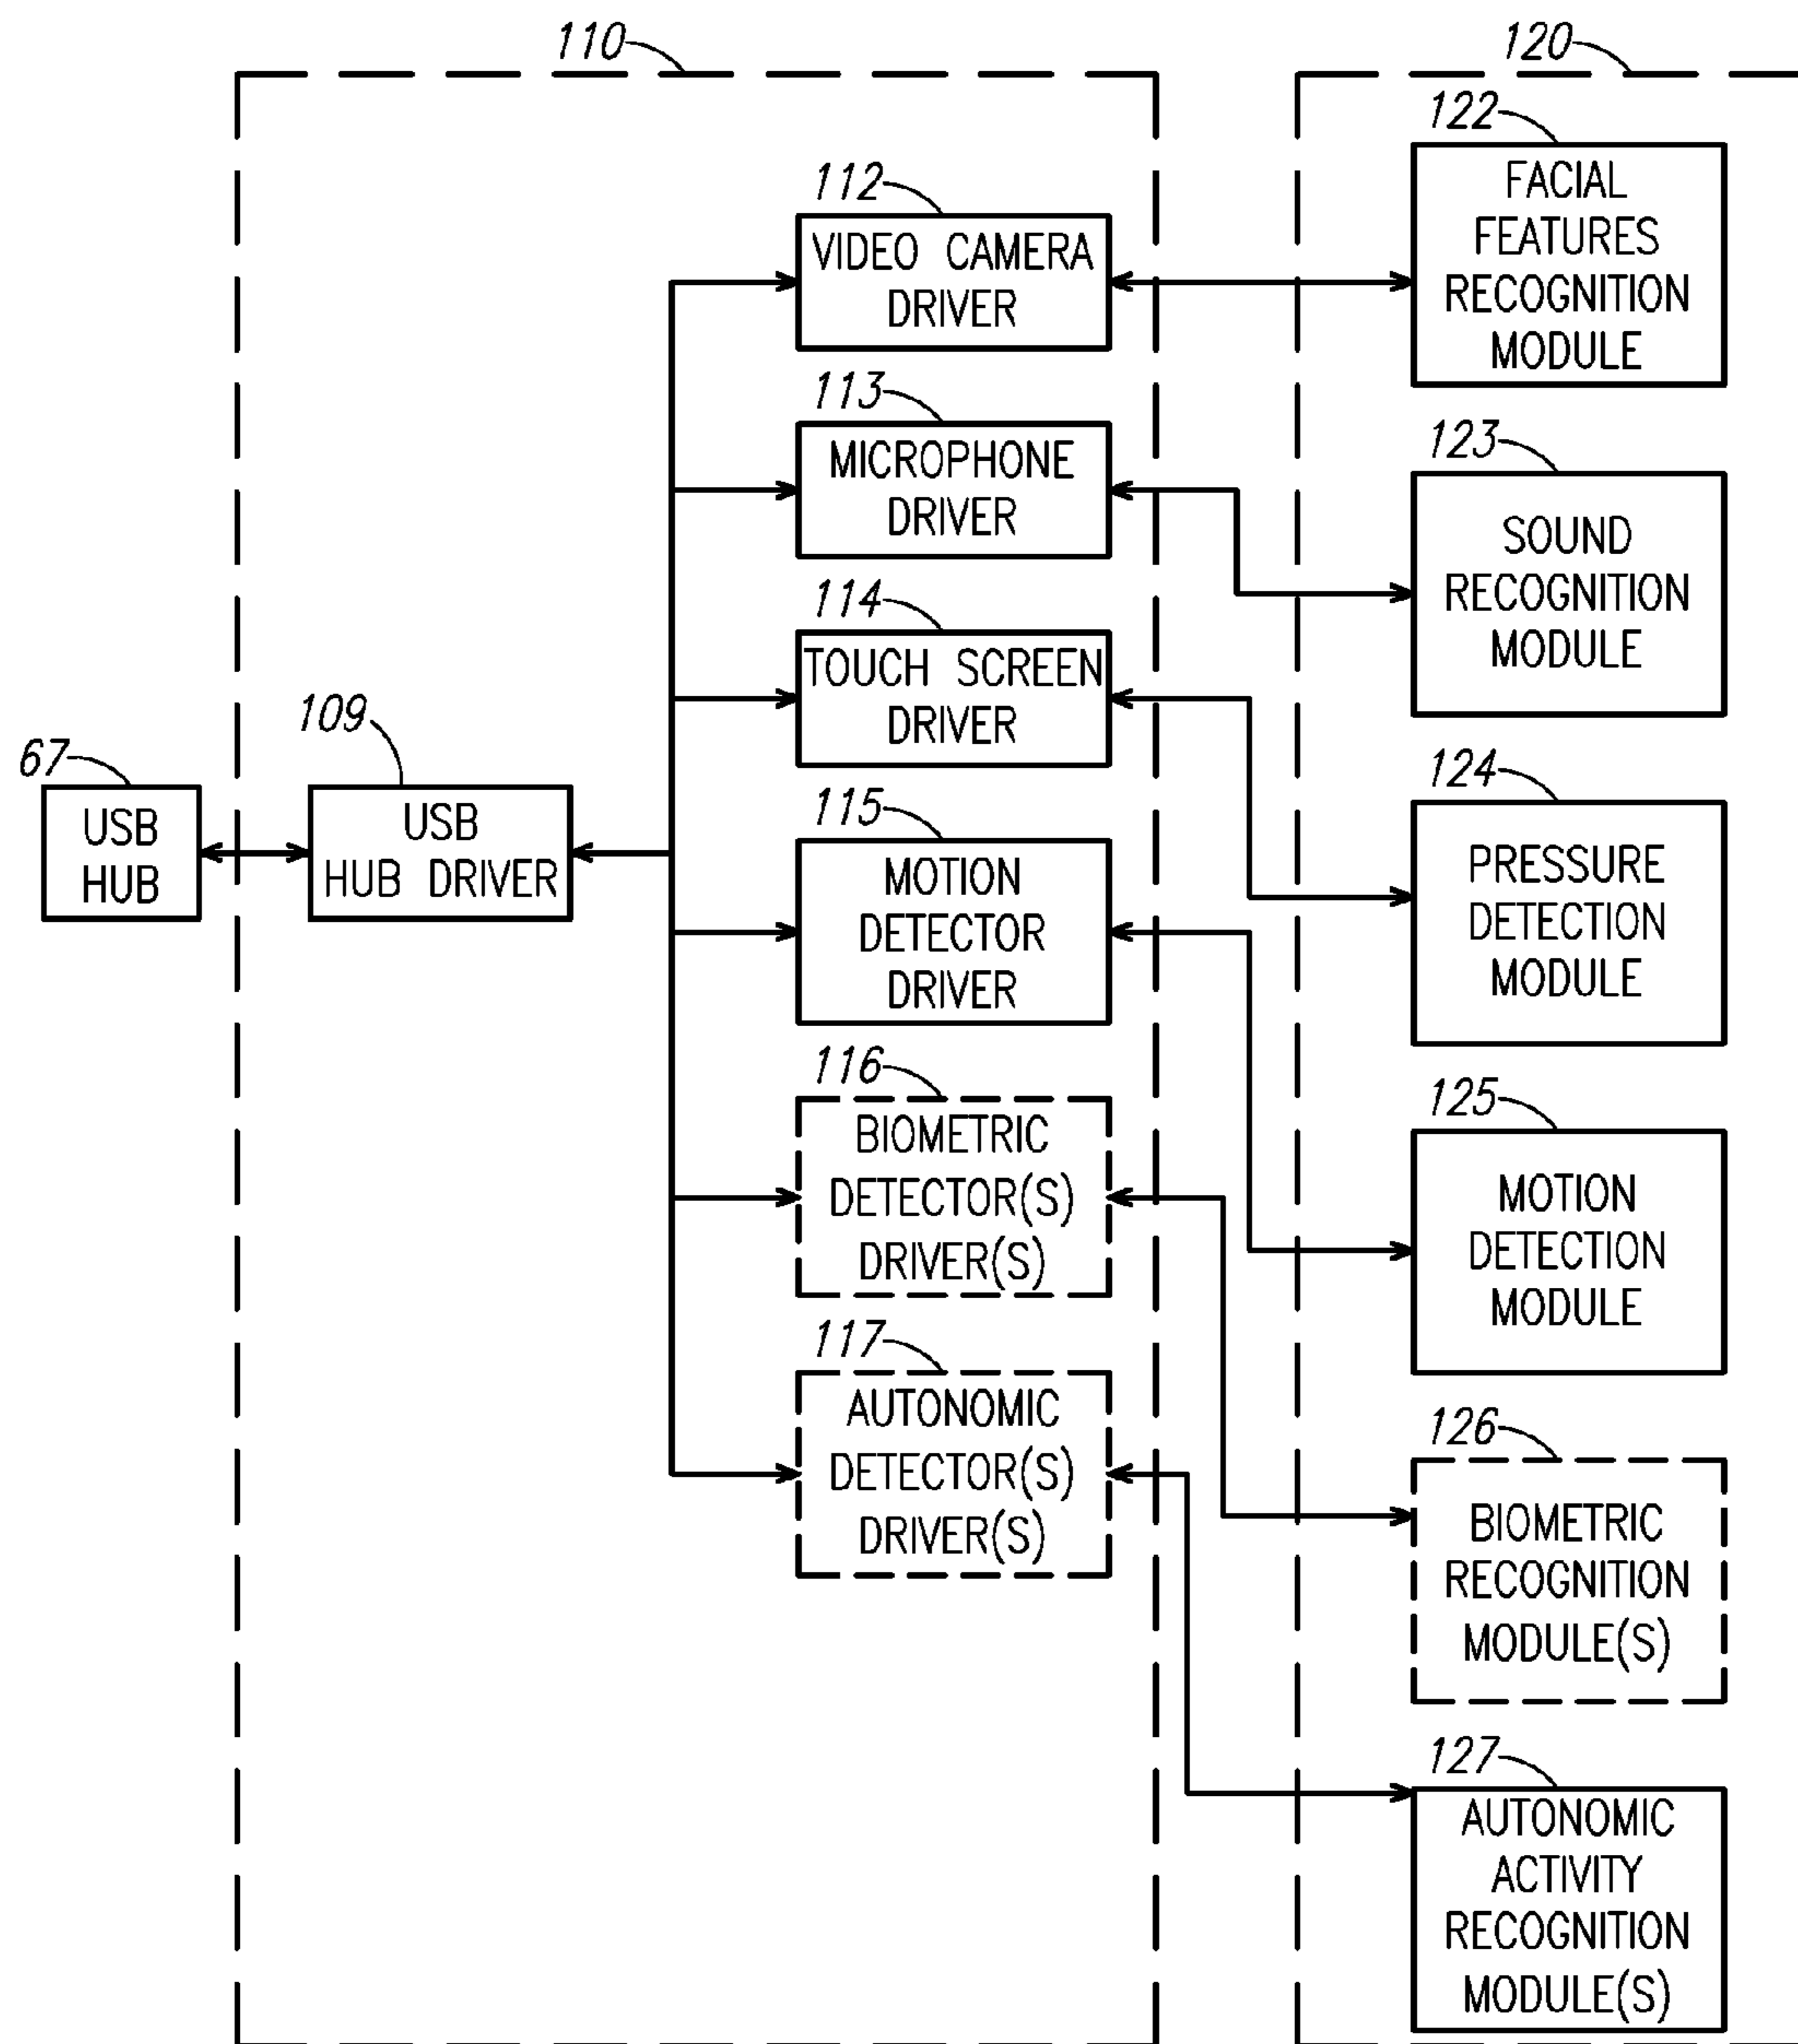 110
120
122
FACIAL
FEATURES
RECOGNITION
MODULE
112
VIDEO CAMERA
DRIVER
113
MICROPHONE
DRIVER
123
SOUND
RECOGNITION
MODULE
114
TOUCH SCREEN
DRIVER
67
USB
HUB
109
USB
HUB DRIVER
124
PRESSURE
DETECTION
MODULE
115
MOTION
DETECTOR
DRIVER
125
MOTION
DETECTION
MODULE
116
BIOMETRIC
DETECTOR(S)
DRIVER(S)
126
BIOMETRIC
RECOGNITION
MODULE(S)
117
AUTONOMIC
DETECTOR(S)
DRIVER(S)
127
AUTONOMIC
ACTIVITY
RECOGNITION
MODULE(S)